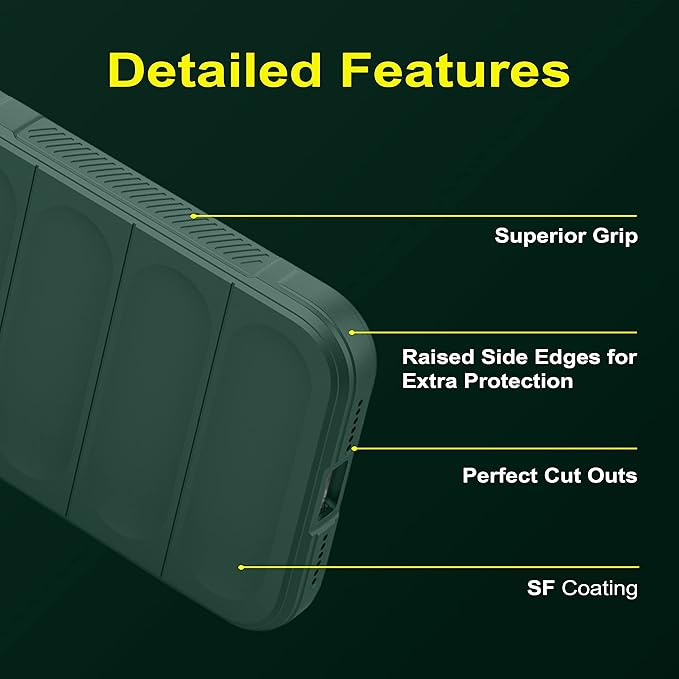 Detailed Features
Superior Grip
Raised Side Edges for
Extra Protection
Perfect Cut Outs
SF Coating